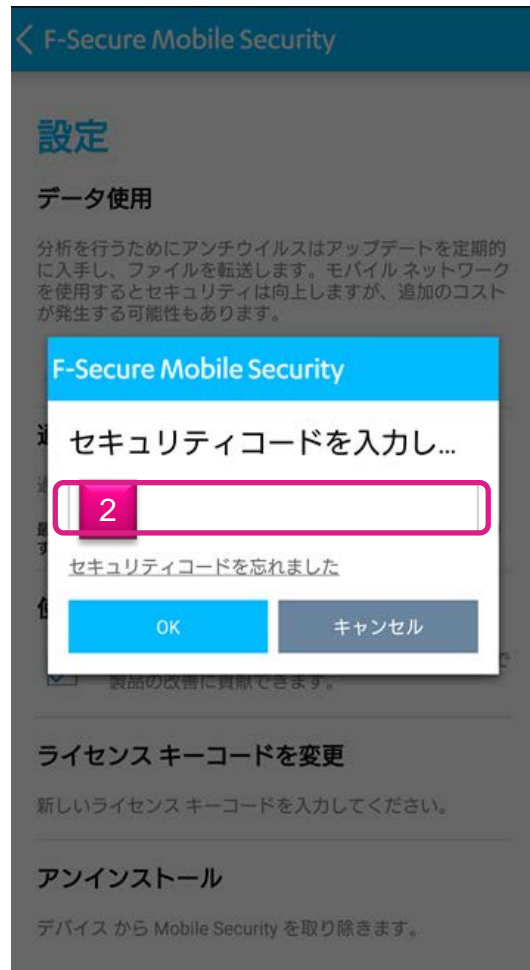 F-Secure Mobile Security
設定
データ使用
分析を行うためにアンチウイルスはアップデートを定期的
に入手し、ファイルを転送します。モバイル ネットワーク
を使用するとセキュリティは向上しますが、追加のコスト
が発生する可能性もあります。
F-Secure Mobile Security
セキュリティコードを入力し...
2
セキュリティコードを忘れました
OK
キャンセル
製品の改善に貢献できます。
ライセンス キーコードを変更
新しいライセンス キーコードを入力してください。
アンインストール
デバイス から Mobile Security を取り除きます。